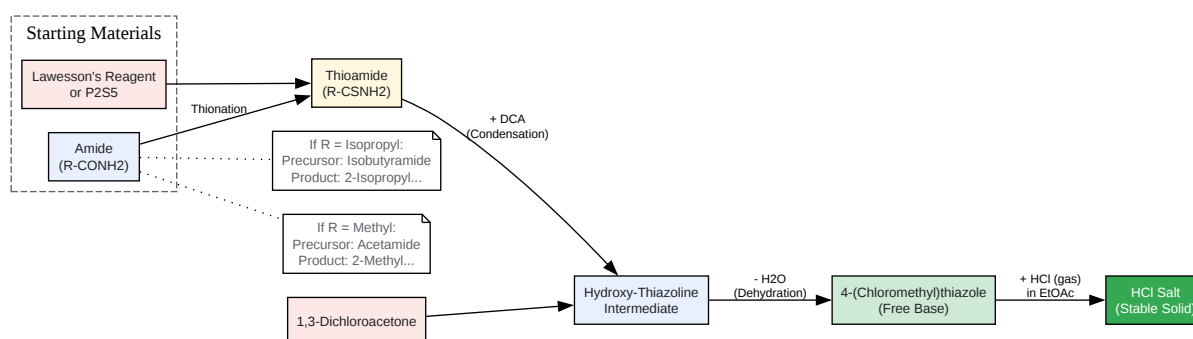 Starting Materials
Lawesson's Reagent
or P2S5
Thioamide
(R-CSNH2)
Thionation
+ DCA
(Condensation)
Amide
(R-CONH2)
If R = Isopropyl:
Precursor: Isobutyramide
Product: 2-Isopropyl...
If R = Methyl:
Precursor: Acetamide
Product: 2-Methyl...
1,3-Dichloroacetone
Hydroxy-Thiazoline
Intermediate
- H2O
(Dehydration)
4-(Chloromethyl)thiazole
(Free Base)
+ HCl (gas)
in EtOAc
HCl Salt
(Stable Solid)